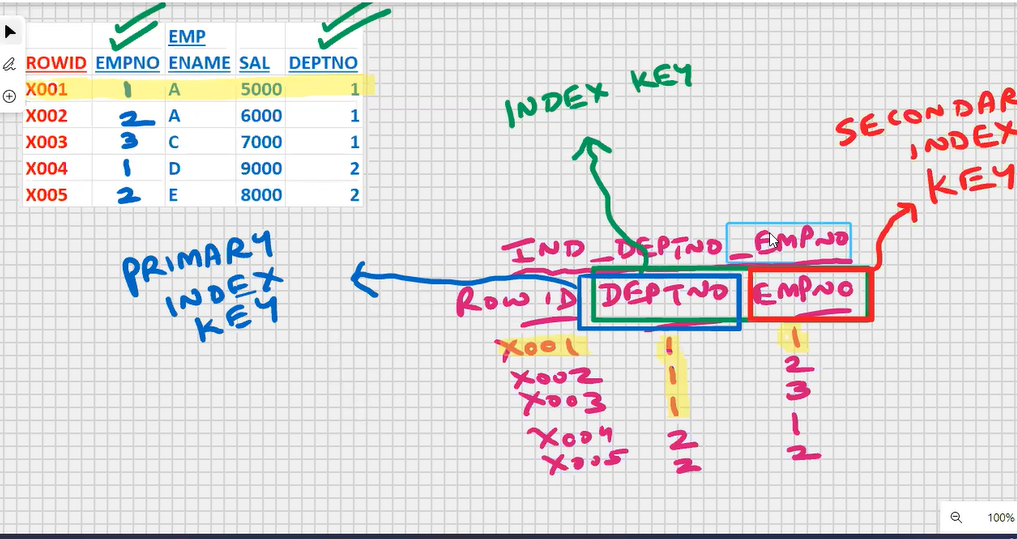 EMP
ROWID EMPNO ENAME SAL DEPTNO
X001 1 A 5000 1
X002 2 A 6000 1
X003 3 C 7000 1
X004 1 D 9000 2
X005 2 E 8000 2
INDEX KEY
SECONDAR
INDEX
KEY
PRIMARY
INDEX
KEY
IND_DEPTNO_EMPNO
ROWID DEPTNO EMPNO
X001 1 1
X002 1 2
X003 1 3
X004 2 1
X005 2 2
100%